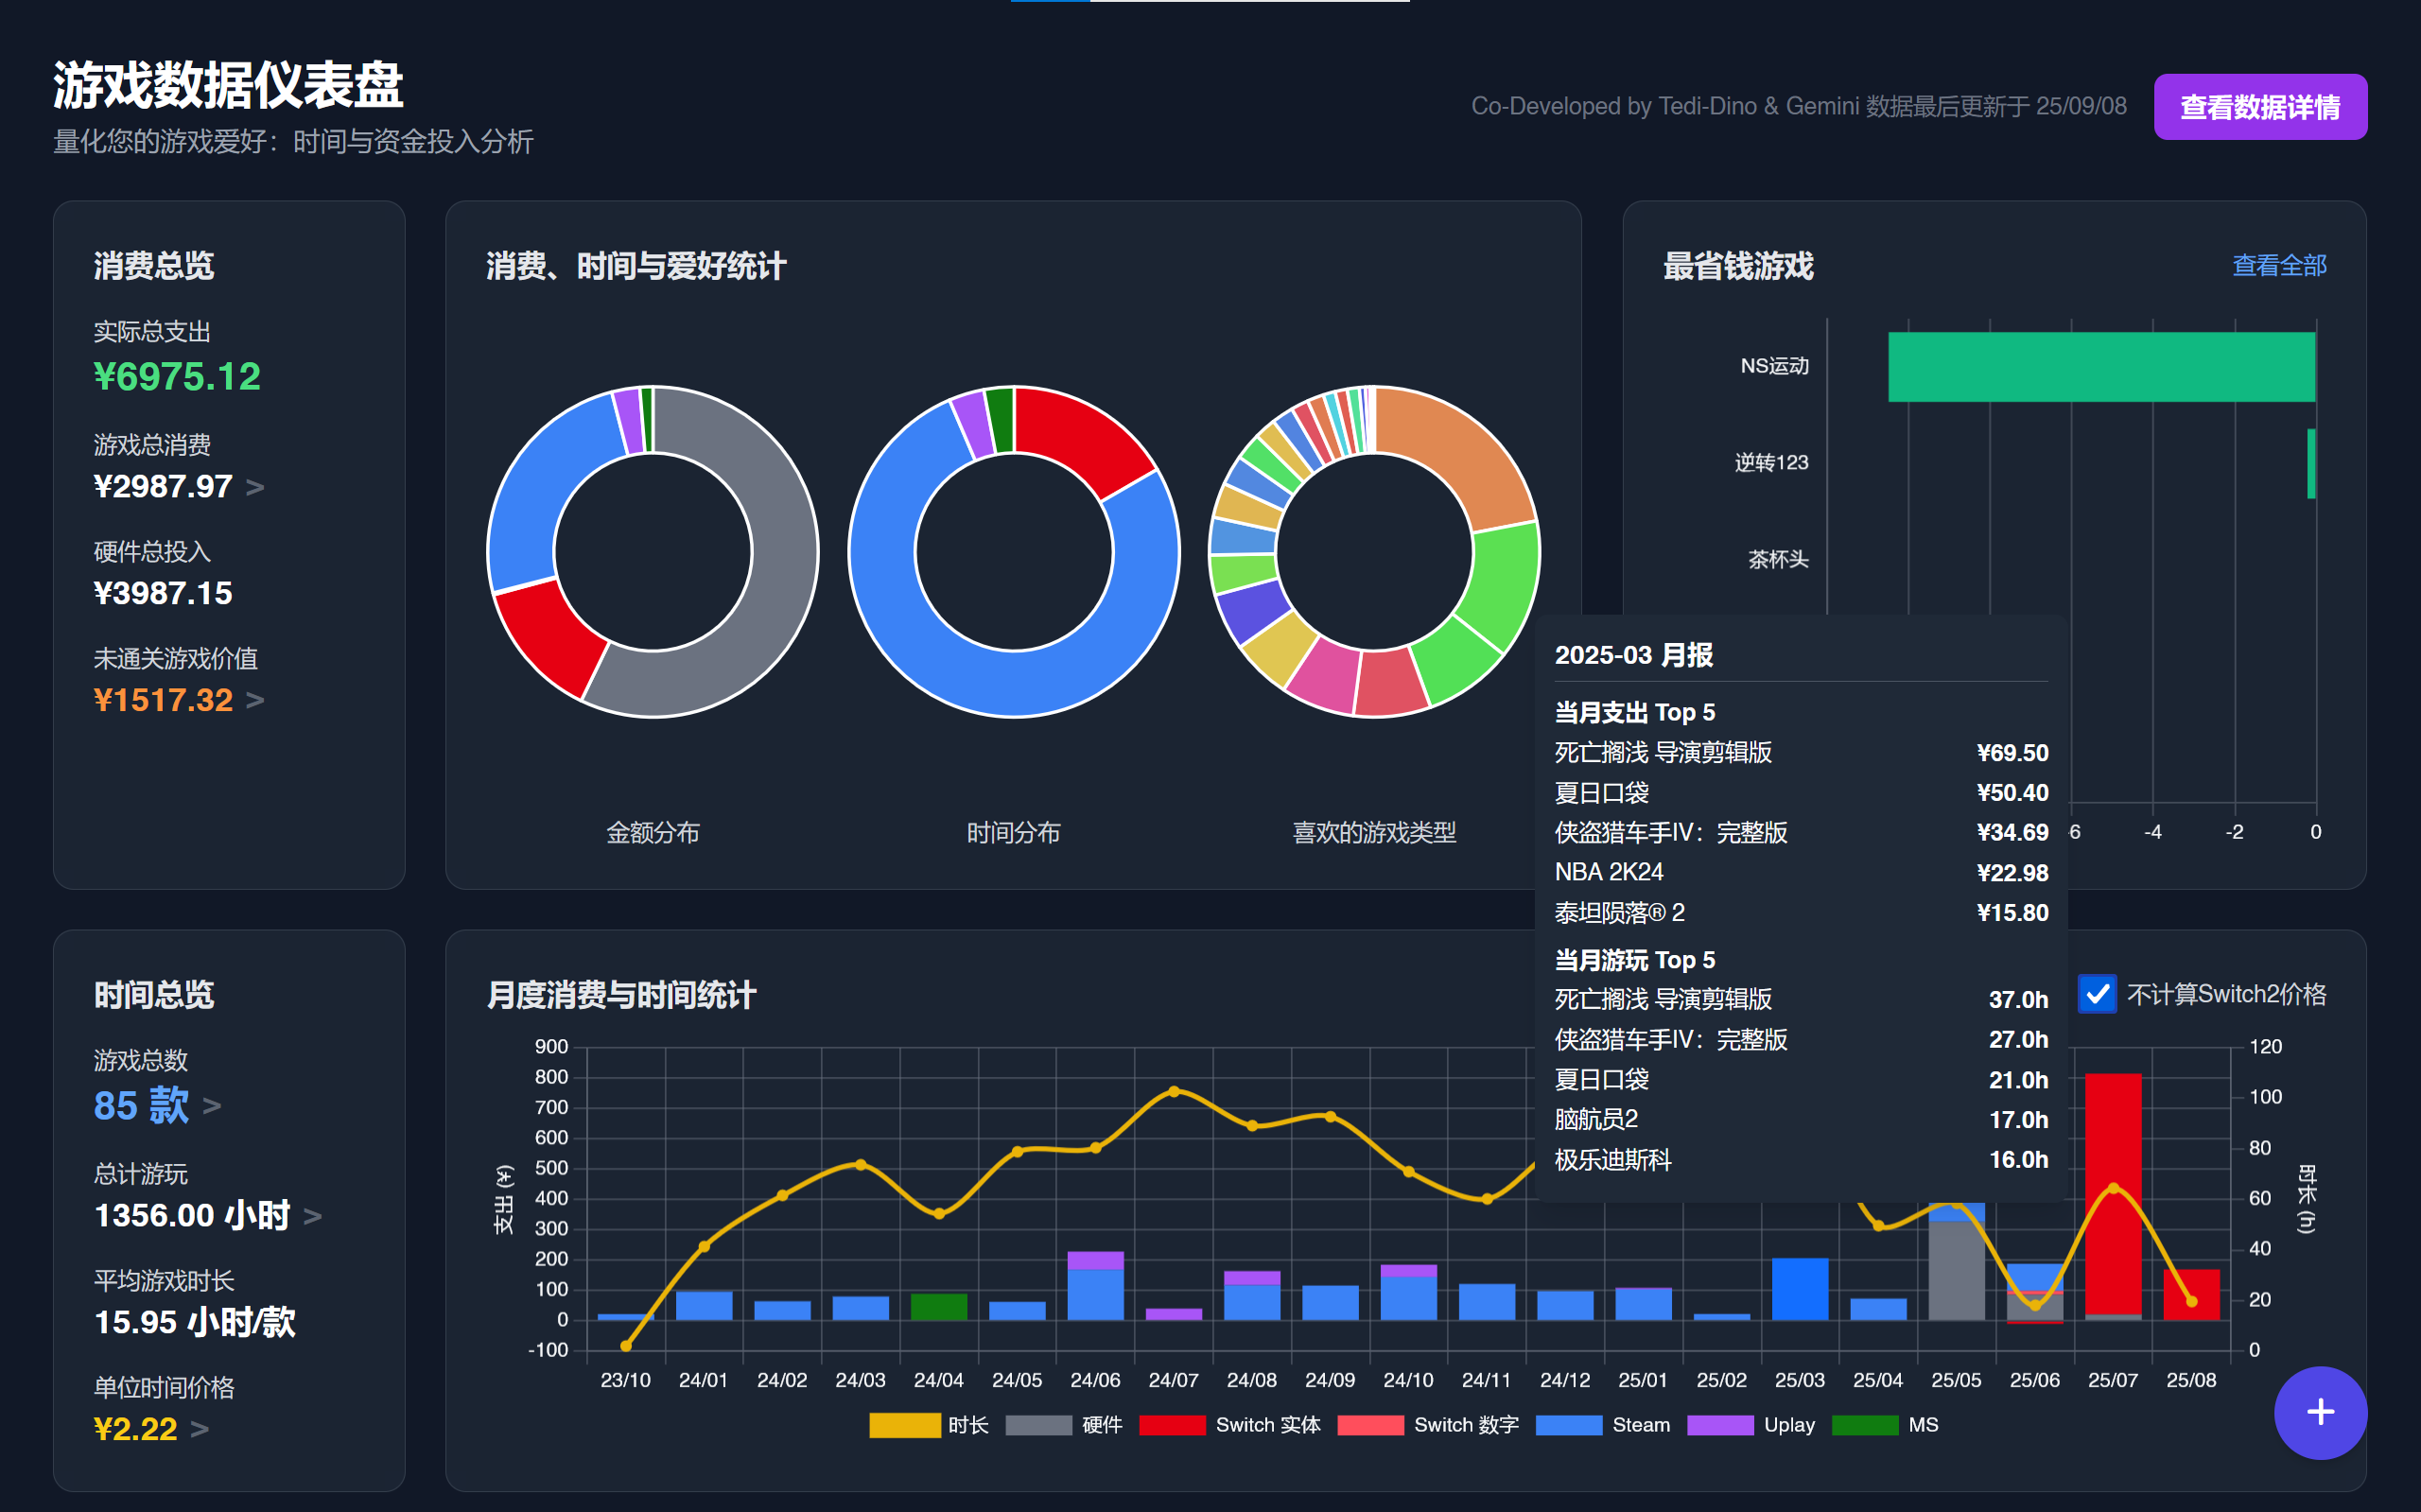 游戏数据仪表盘
量化您的游戏爱好：时间与资金投入分析
Co-Developed by Tedi-Dino & Gemini 数据最后更新于 25/09/08
查看数据详情
消费总览
实际总支出
¥6975.12
游戏总消费
¥2987.97 >
硬件总投入
¥3987.15
未通关游戏价值
¥1517.32 >
消费、时间与爱好统计
金额分布
时间分布
喜欢的游戏类型
最省钱游戏
查看全部
NS运动
逆转123
茶杯头
-6 -4 -2 0
2025-03 月报
当月支出 Top 5
死亡搁浅 导演剪辑版 ¥69.50
夏日口袋 ¥50.40
侠盗猎车手IV：完整版 ¥34.69
NBA 2K24 ¥22.98
泰坦陨落® 2 ¥15.80
当月游玩 Top 5
死亡搁浅 导演剪辑版 37.0h
侠盗猎车手IV：完整版 27.0h
夏日口袋 21.0h
脑航员2 17.0h
极乐迪斯科 16.0h
时间总览
游戏总数
85 款 >
总计游玩
1356.00 小时 >
平均游戏时长
15.95 小时/款
单位时间价格
¥2.22 >
月度消费与时间统计
不计算Switch2价格
支出 (¥)
900
800
700
600
500
400
300
200
100
0
-100
时长 (h)
120
100
80
60
40
20
0
23/10 24/01 24/02 24/03 24/04 24/05 24/06 24/07 24/08 24/09 24/10 24/11 24/12 25/01 25/02 25/03 25/04 25/05 25/06 25/07 25/08
时长 硬件 Switch 实体 Switch 数字 Steam Uplay MS
+